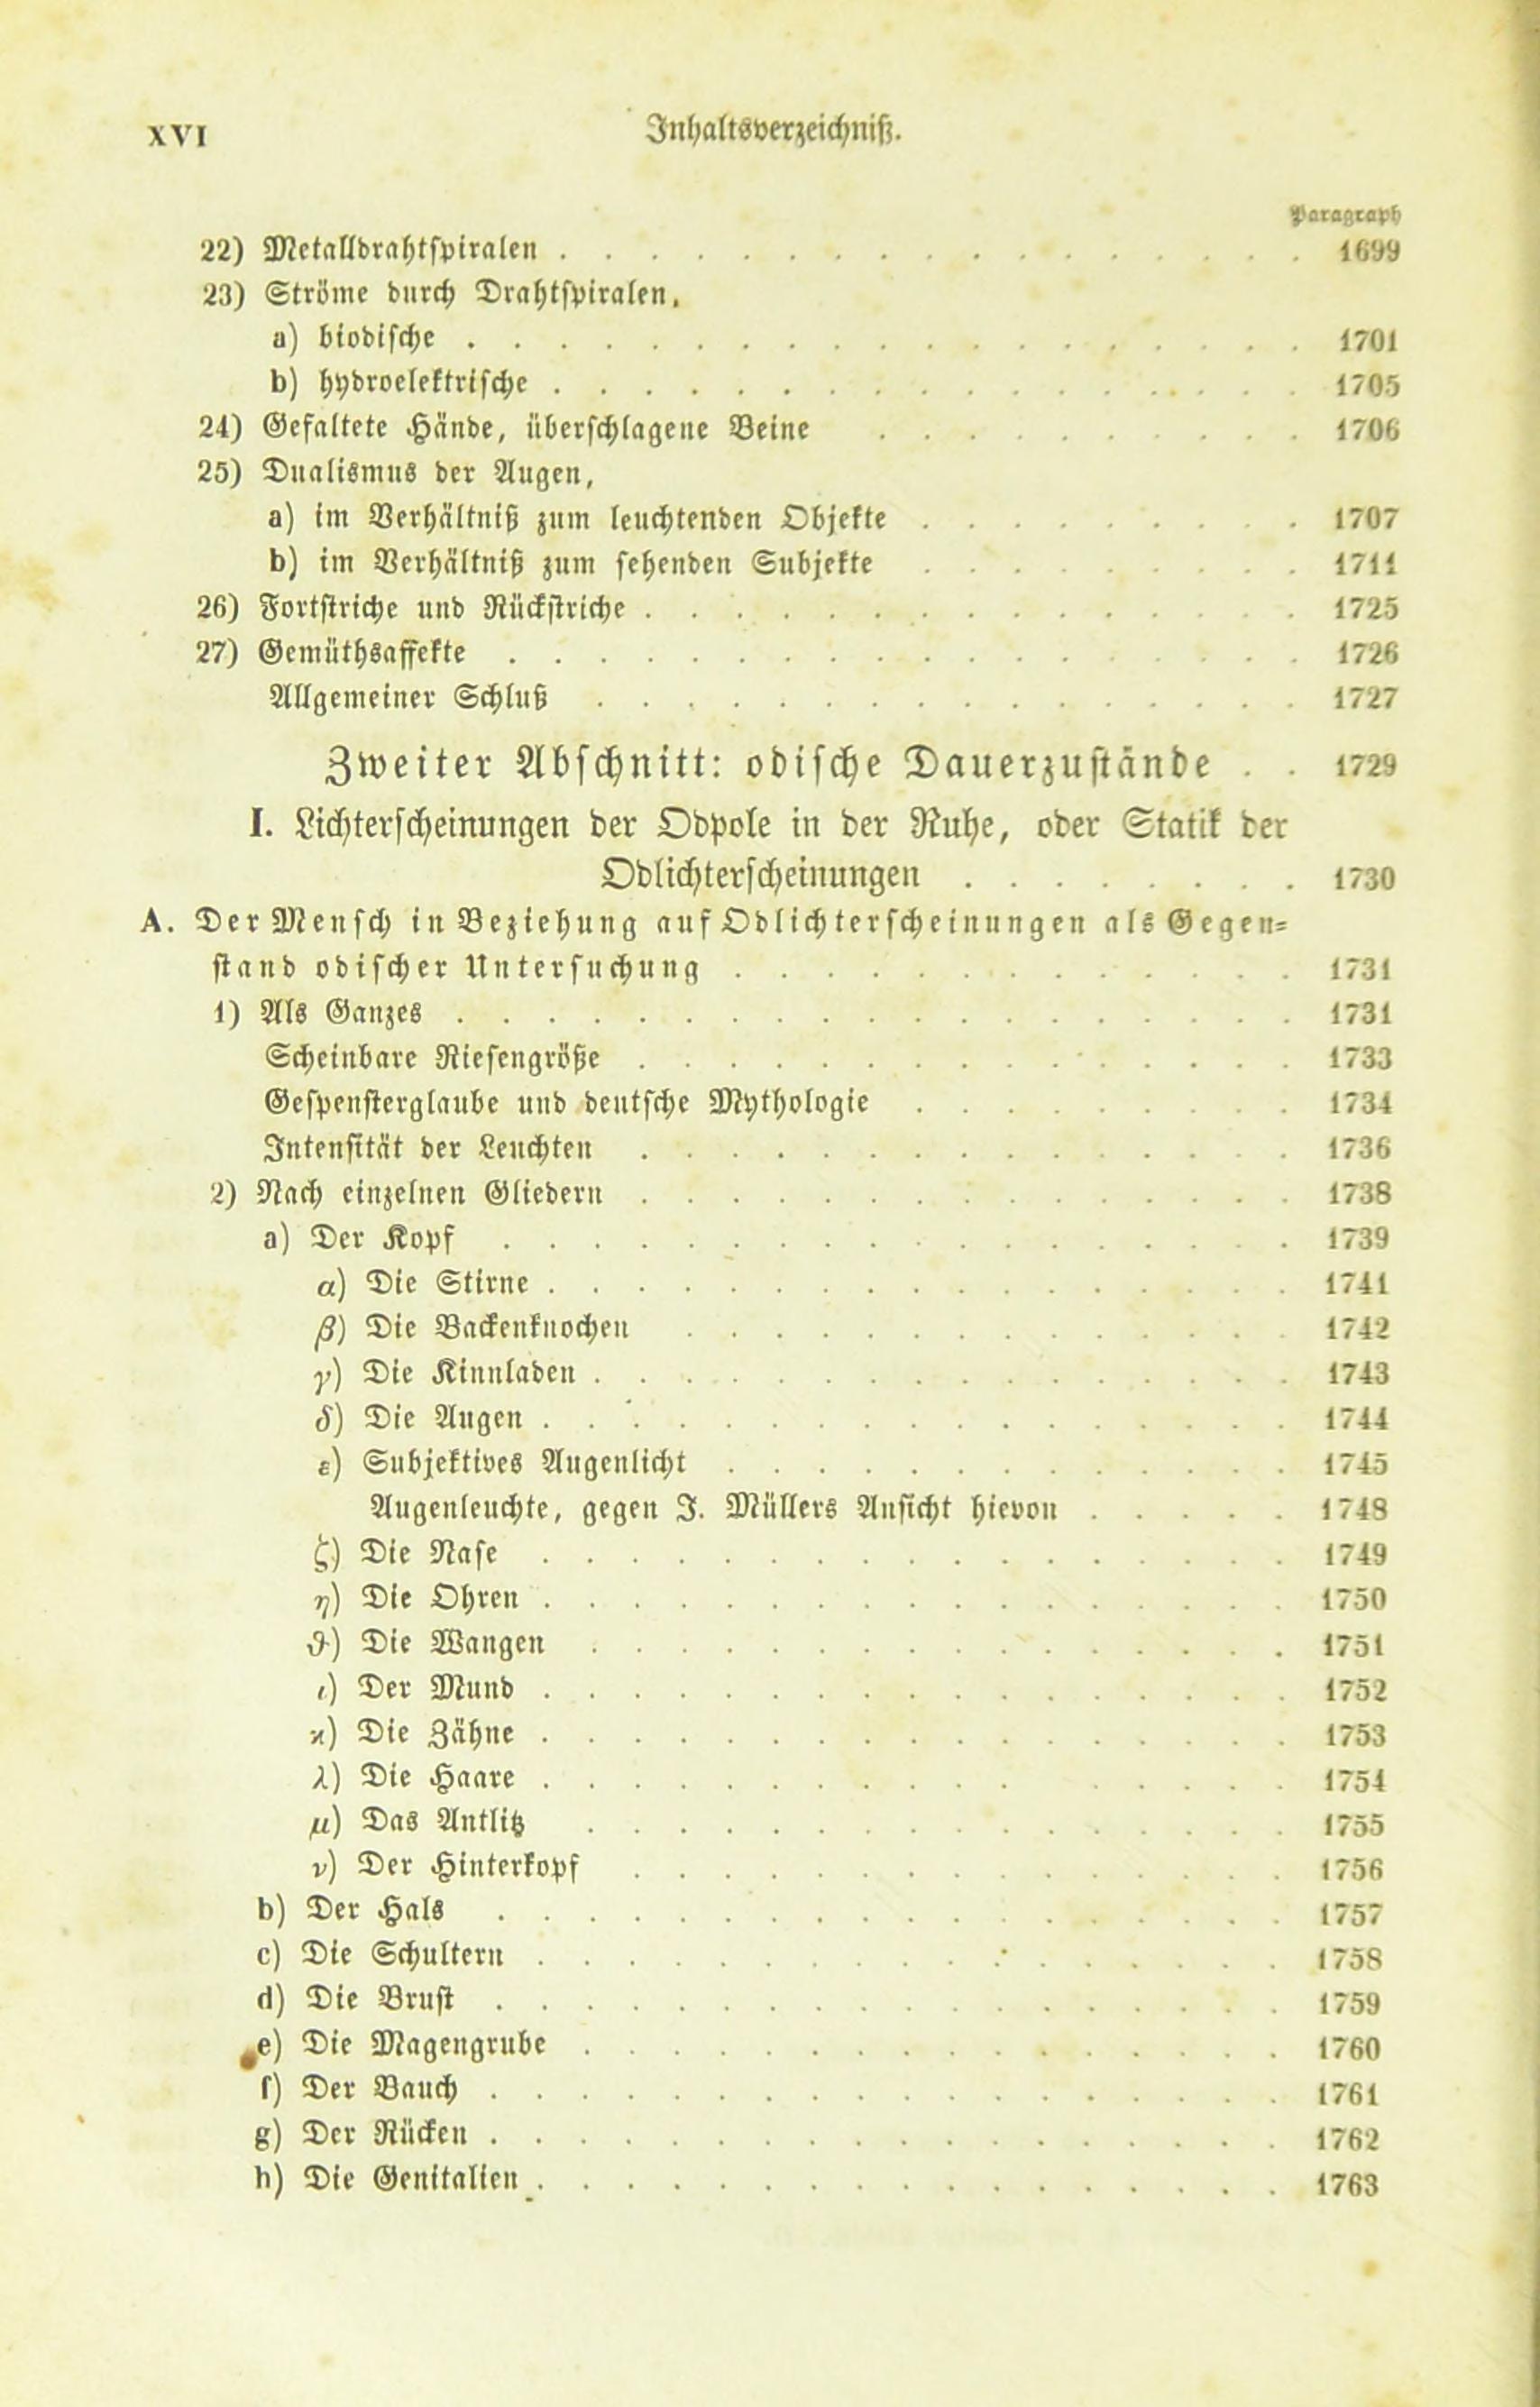 XVI Inhaltsverzeichniß.
Paragraph
22) Metalldrahtspiralen . . . . . . . . . . . . . . . . . 1699
23) Ströme durch Drahtspiralen.
a) biodische . . . . . . . . . . . . . . . . . . . 1701
b) hydroelektrische . . . . . . . . . . . . . . . . . 1705
24) Gefaltete Hände, überschlagene Beine . . . . . . . . . . 1706
25) Dualismus der Augen,
a) im Verhältniß zum leuchtenden Objekte . . . . . . . . . 1707
b) im Verhältniß zum sehenden Subjekte . . . . . . . . . 1711
26) Fortstriche und Rückstriche . . . . . . . . . . . . . . . 1725
27) Gemüthsaffekte . . . . . . . . . . . . . . . . . . 1726
Allgemeiner Schluß . . . . . . . . . . . . . . . . 1727
Zweiter Abschnitt: odische Dauerzustände . . 1729
I. Lichterscheinungen der Odpole in der Ruhe, oder Statik der
Odlichterscheinungen . . . . . . . . 1730
A. Der Mensch in Beziehung auf Odlichterscheinungen als Gegen=
stand odischer Untersuchung . . . . . . . . . . . . . 1731
1) Als Ganzes . . . . . . . . . . . . . . . . . . . 1731
Scheinbare Riesengröße . . . . . . . . . . . . . . . 1733
Gespensterglaube und deutsche Mythologie . . . . . . . . . 1734
Intensität der Leuchten . . . . . . . . . . . . . . . 1736
2) Nach einzelnen Gliedern . . . . . . . . . . . . . . . 1738
a) Der Kopf . . . . . . . . . . . . . . . . . . 1739
α) Die Stirne . . . . . . . . . . . . . . . . . 1741
β) Die Backenknochen . . . . . . . . . . . . . . 1742
γ) Die Kinnladen . . . . . . . . . . . . . . . . 1743
δ) Die Augen . . . . . . . . . . . . . . . . . 1744
ε) Subjektives Augenlicht . . . . . . . . . . . . . 1745
Augenleuchte, gegen J. Müllers Ansicht hievon . . . . . 1748
ζ) Die Nase . . . . . . . . . . . . . . . . . 1749
η) Die Ohren . . . . . . . . . . . . . . . . . 1750
ϑ) Die Wangen . . . . . . . . . . . . . . . . 1751
ι) Der Mund . . . . . . . . . . . . . . . . . 1752
ϰ) Die Zähne . . . . . . . . . . . . . . . . . 1753
λ) Die Haare . . . . . . . . . . . . . . . . 1754
μ) Das Antlitz . . . . . . . . . . . . . . . . 1755
ν) Der Hinterkopf . . . . . . . . . . . . . . . 1756
b) Der Hals . . . . . . . . . . . . . . . . . . 1757
c) Die Schultern . . . . . . . . . . . . . . . . . 1758
d) Die Brust . . . . . . . . . . . . . . . . . . 1759
e) Die Magengrube . . . . . . . . . . . . . . . . 1760
f) Der Bauch . . . . . . . . . . . . . . . . . . 1761
g) Der Rücken . . . . . . . . . . . . . . . . . . 1762
h) Die Genitalien . . . . . . . . . . . . . . . . . 1763